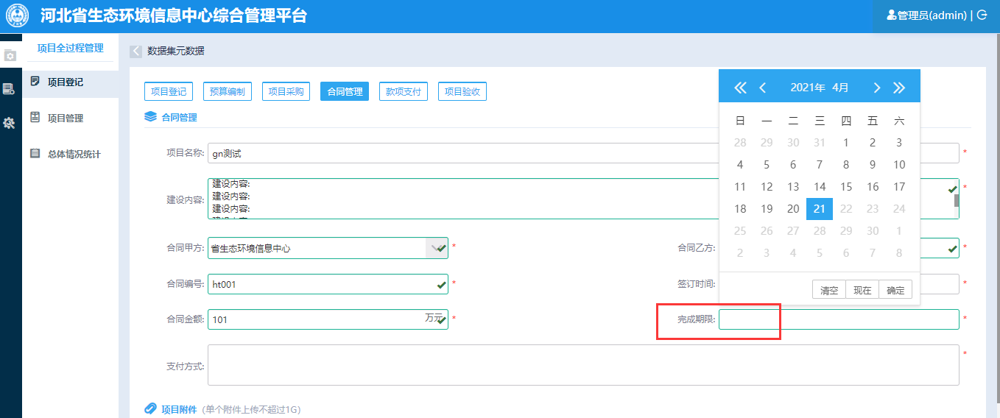 河北省生态环境信息中心综合管理平台
管理员(admin) |
项目全过程管理
项目登记
项目管理
总体情况统计
数据集元数据
项目登记 预算编制 项目采购 合同管理 款项支付 项目验收
合同管理
项目名称: gn测试 *
建设内容: *
建设内容:
建设内容:
建设内容:
合同甲方: 省生态环境信息中心 *
合同乙方: *
合同编号: ht001 *
签订时间: *
合同金额: 101 万元 *
完成期限: *
支付方式: *
项目附件 (单个附件上传不超过1G)
2021年 4月
日 一 二 三 四 五 六
28 29 30 31 1 2 3
4 5 6 7 8 9 10
11 12 13 14 15 16 17
18 19 20 21 22 23 24
25 26 27 28 29 30 1
2 3 4 5 6 7 8
清空 现在 确定